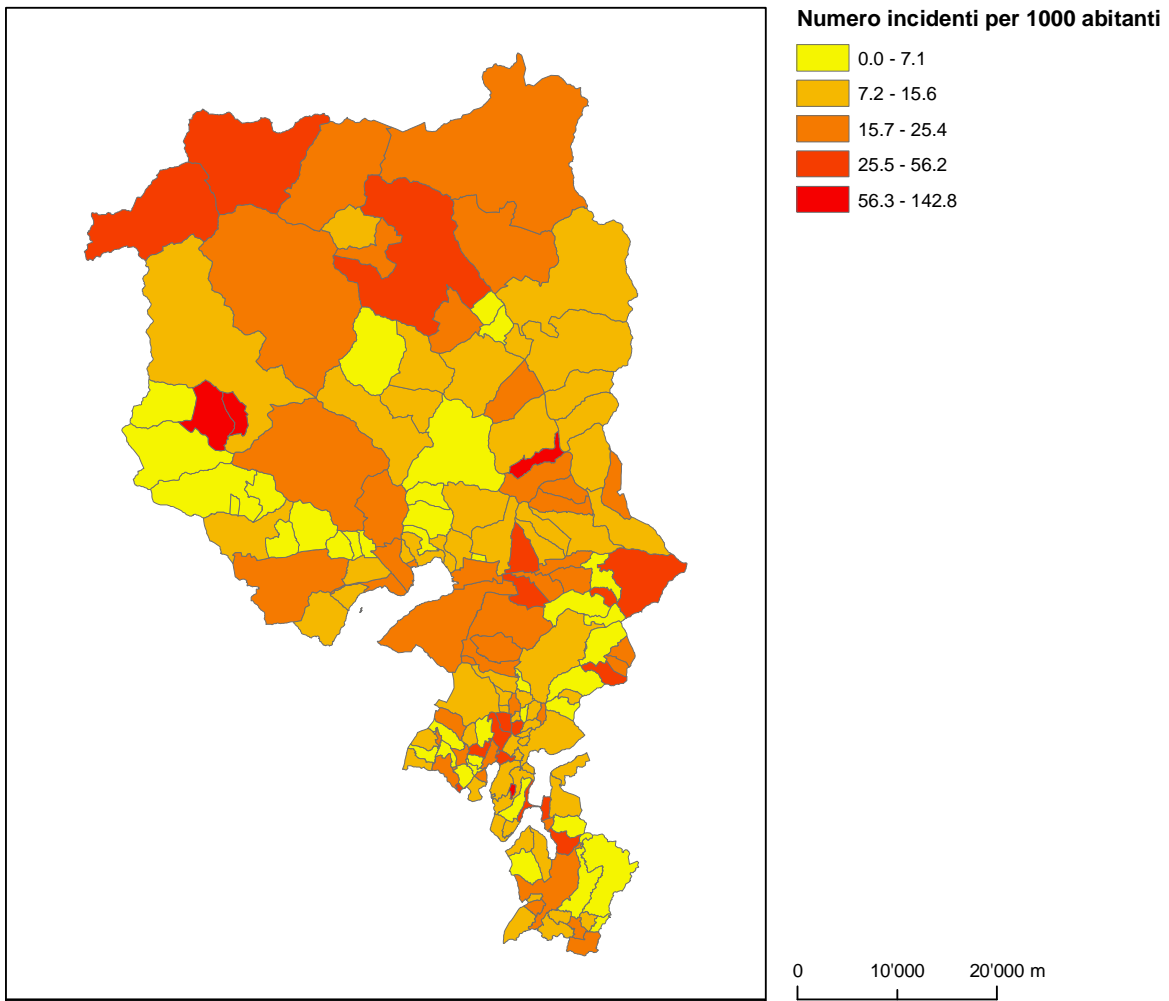 Numero incidenti per 1000 abitanti
0.0 - 7.1
7.2 - 15.6
15.7 - 25.4
25.5 - 56.2
56.3 - 142.8
0 10'000 20'000 m